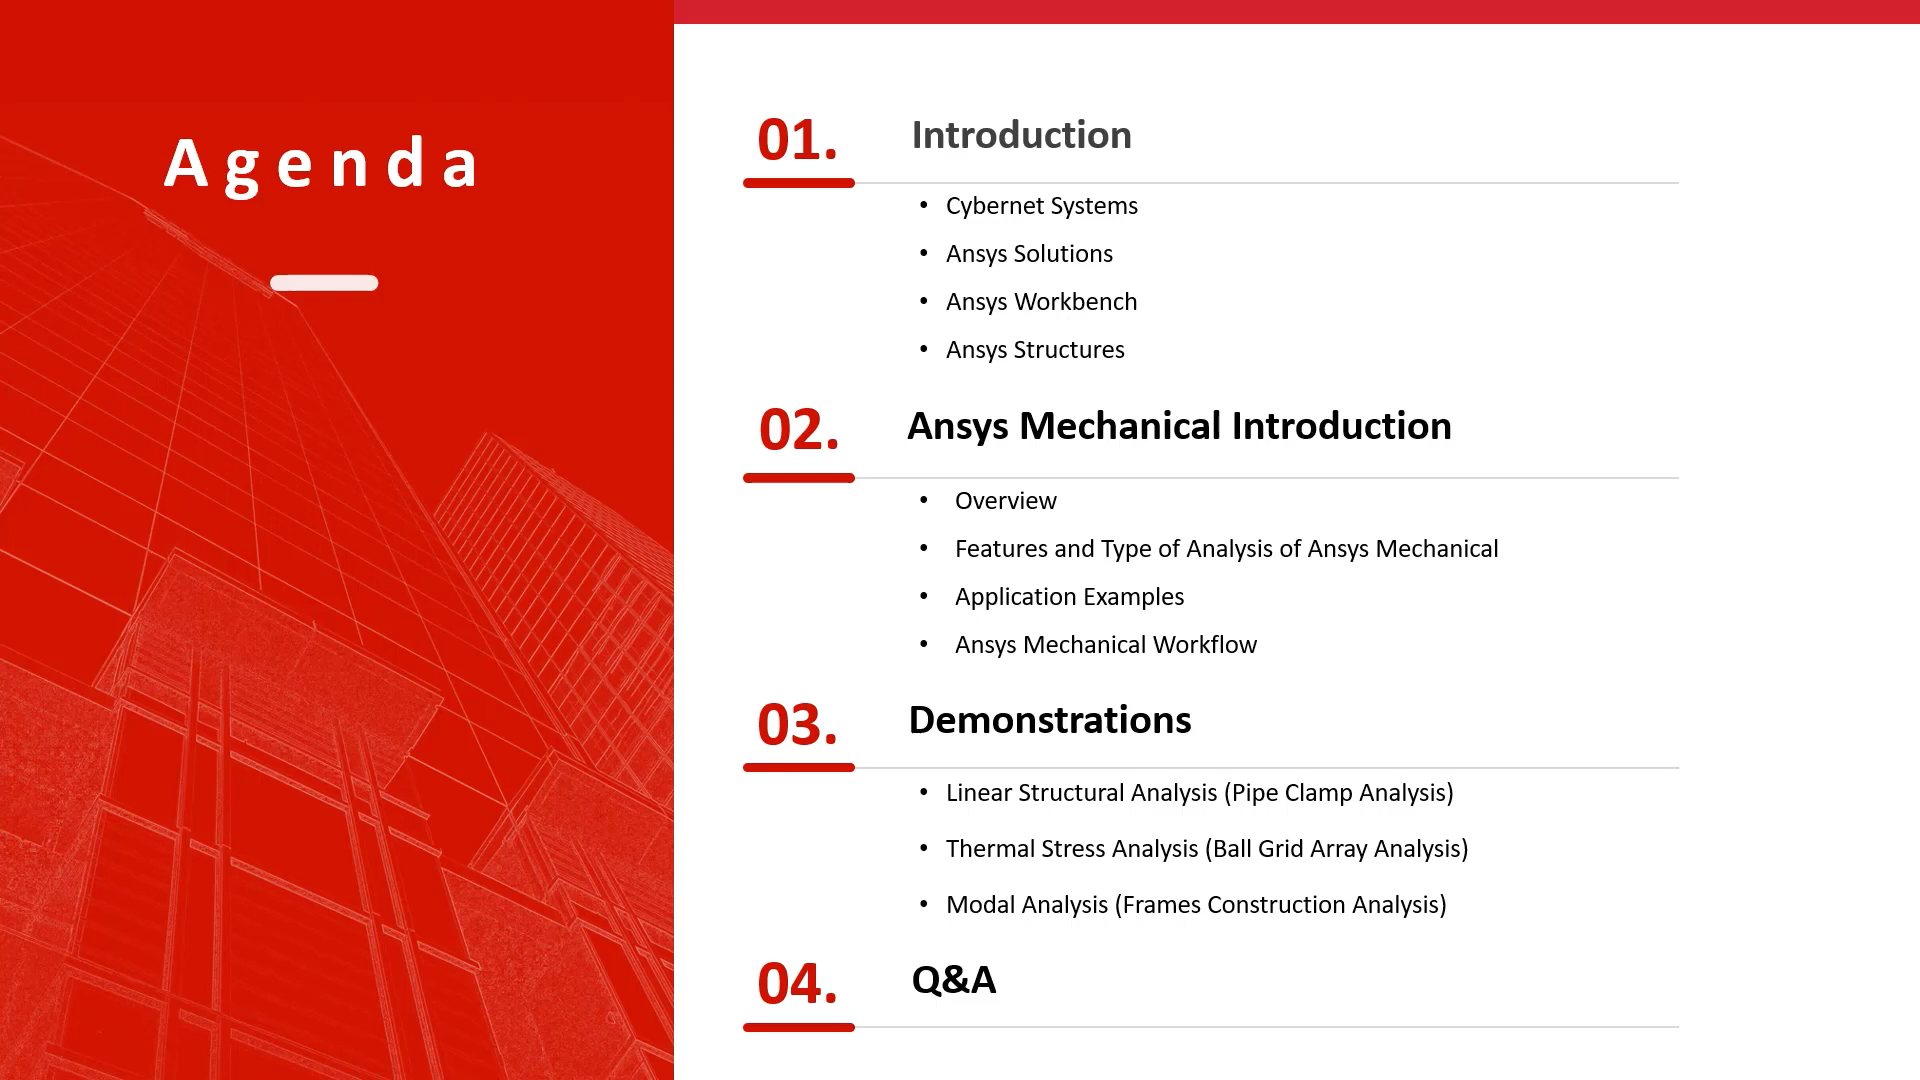 Agenda
01. Introduction
• Cybernet Systems
• Ansys Solutions
• Ansys Workbench
• Ansys Structures
02. Ansys Mechanical Introduction
• Overview
• Features and Type of Analysis of Ansys Mechanical
• Application Examples
• Ansys Mechanical Workflow
03. Demonstrations
• Linear Structural Analysis (Pipe Clamp Analysis)
• Thermal Stress Analysis (Ball Grid Array Analysis)
• Modal Analysis (Frames Construction Analysis)
04. Q&A